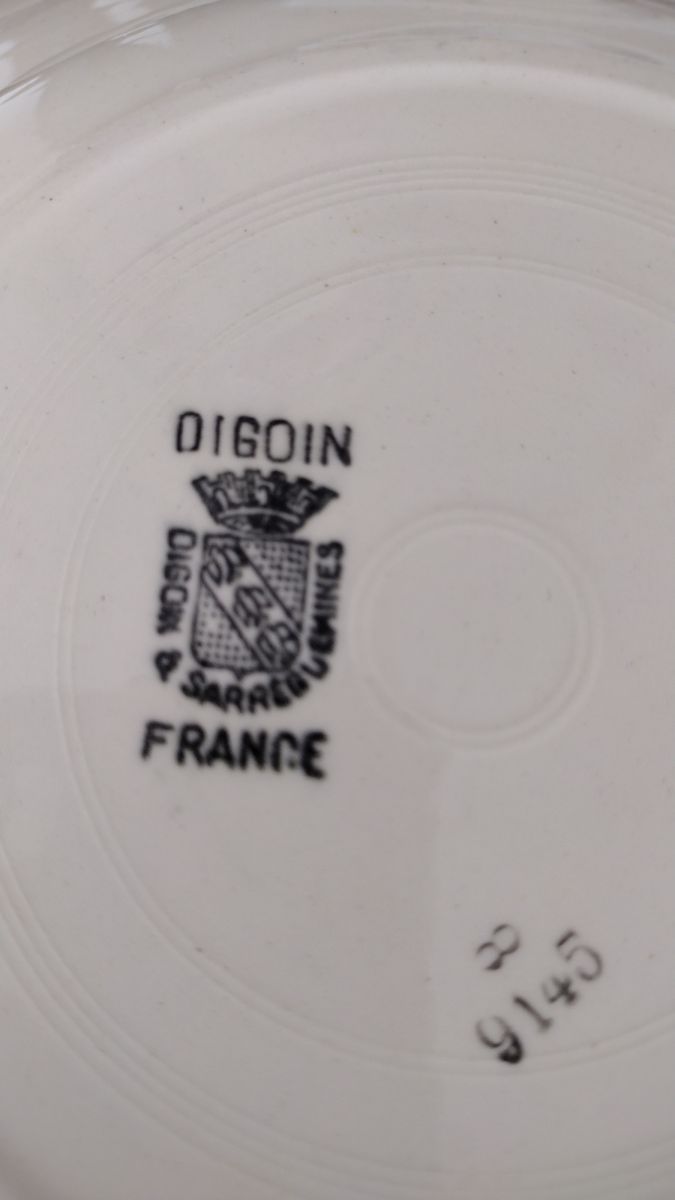 DIGOIN
DIGOIN & SARREGUEMINES
FRANCE
8
9145